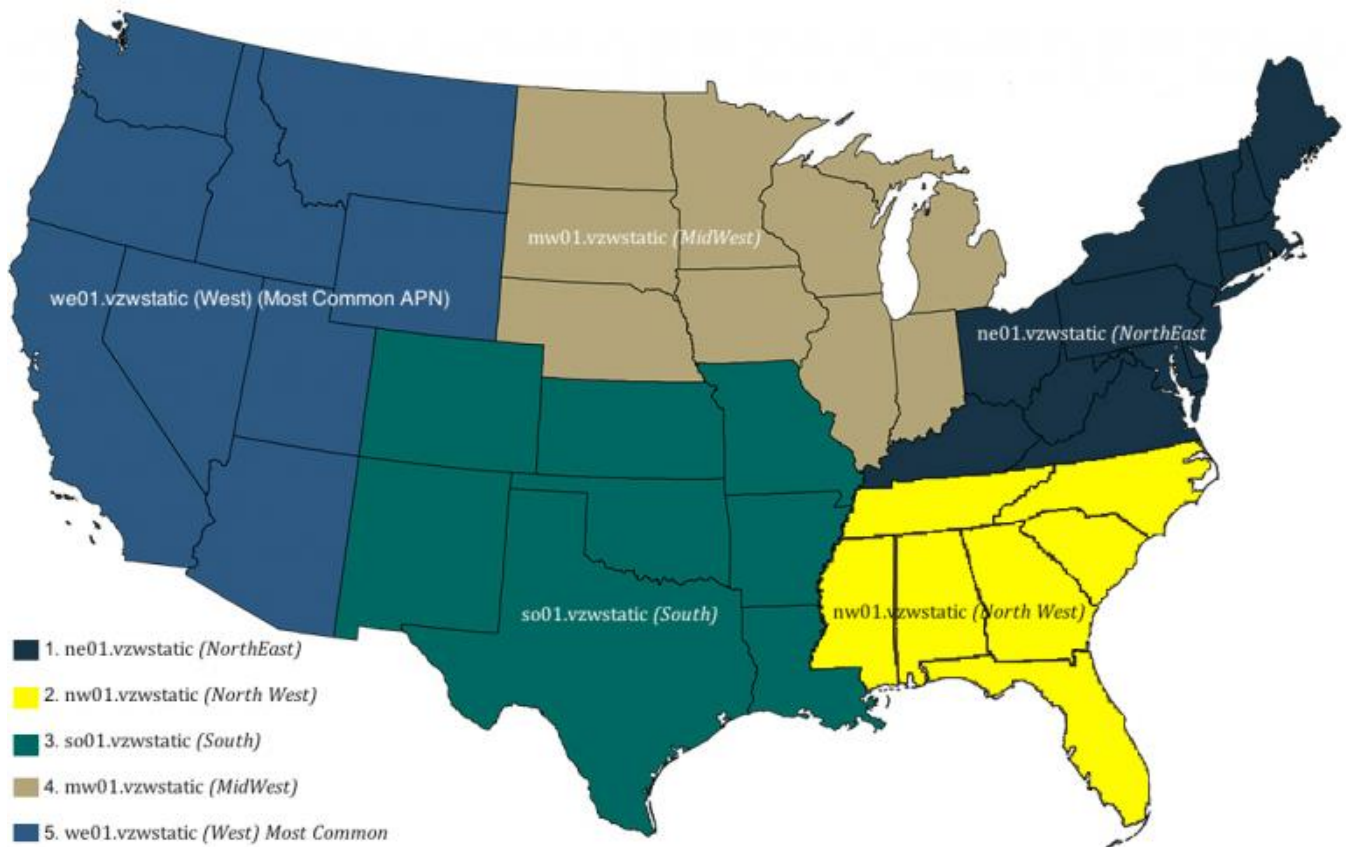 mw01.vzwstatic (MidWest)
we01.vzwstatic (West) (Most Common APN)
ne01.vzwstatic (NorthEast
so01.vzwstatic (South)
nw01.vzwstatic (North West)
1. ne01.vzwstatic (NorthEast)
2. nw01.vzwstatic (North West)
3. so01.vzwstatic (South)
4. mw01.vzwstatic (MidWest)
5. we01.vzwstatic (West) Most Common